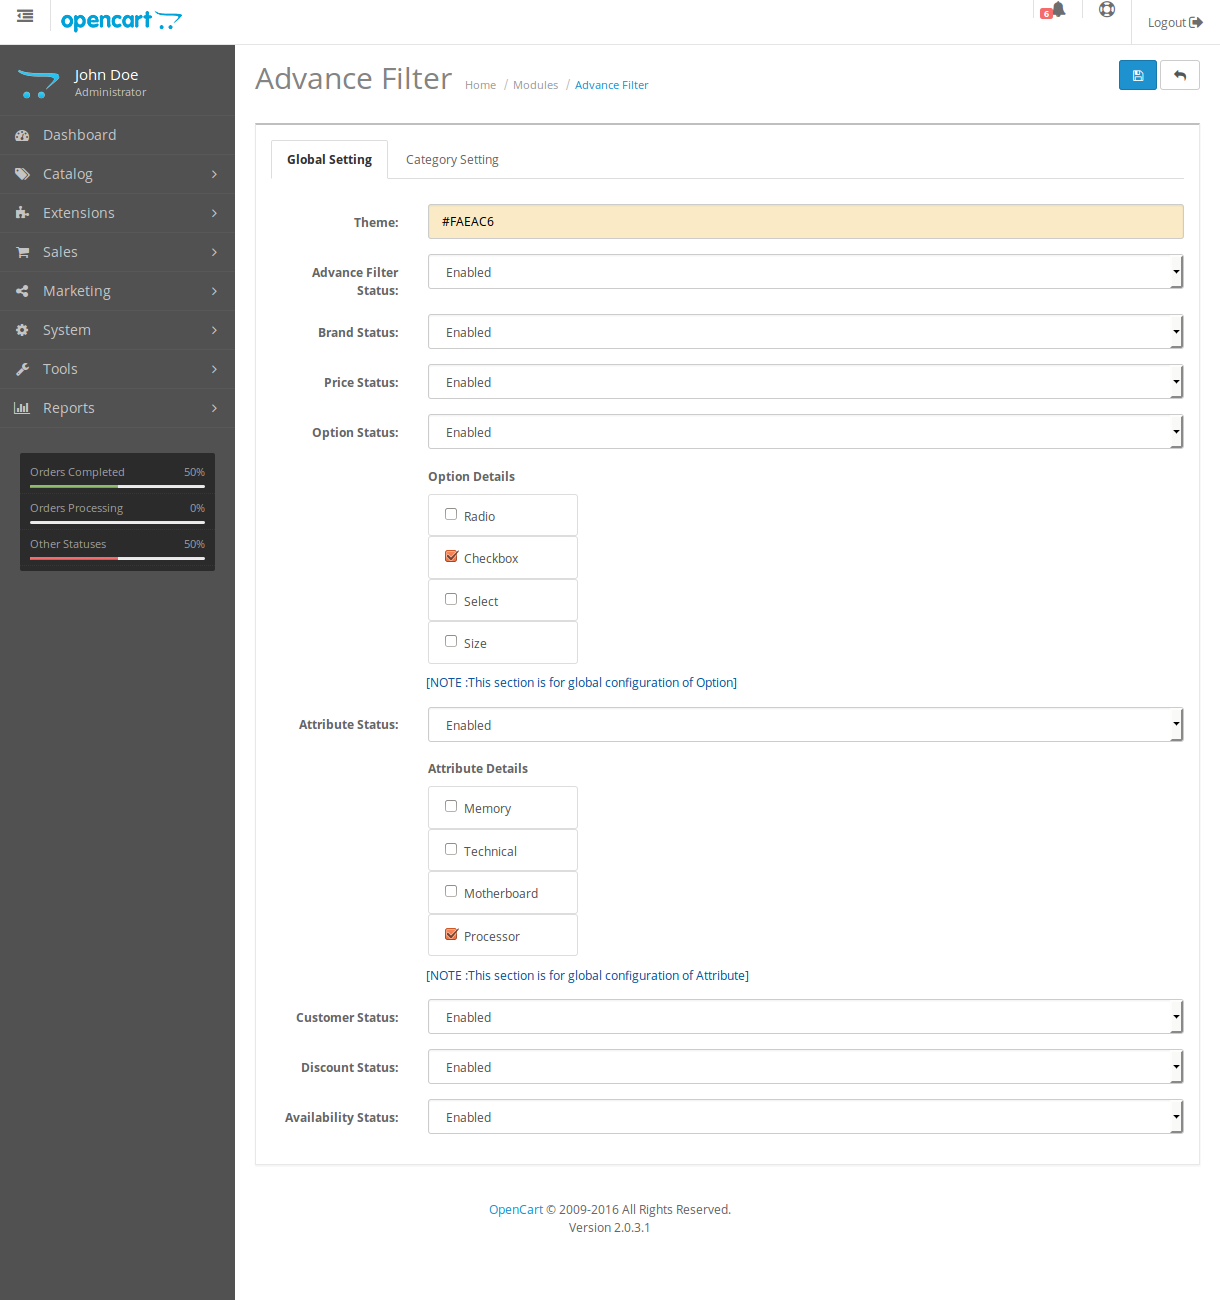 opencart
6
Logout
John Doe
Administrator
Dashboard
Catalog
Extensions
Sales
Marketing
System
Tools
Reports
Orders Completed 50%
Orders Processing 0%
Other Statuses 50%
Advance Filter Home / Modules / Advance Filter
Global Setting Category Setting
Theme: #FAEAC6
Advance Filter
Status: Enabled
Brand Status: Enabled
Price Status: Enabled
Option Status: Enabled
Option Details
Radio
Checkbox
Select
Size
[NOTE :This section is for global configuration of Option]
Attribute Status: Enabled
Attribute Details
Memory
Technical
Motherboard
Processor
[NOTE :This section is for global configuration of Attribute]
Customer Status: Enabled
Discount Status: Enabled
Availability Status: Enabled
OpenCart © 2009-2016 All Rights Reserved.
Version 2.0.3.1